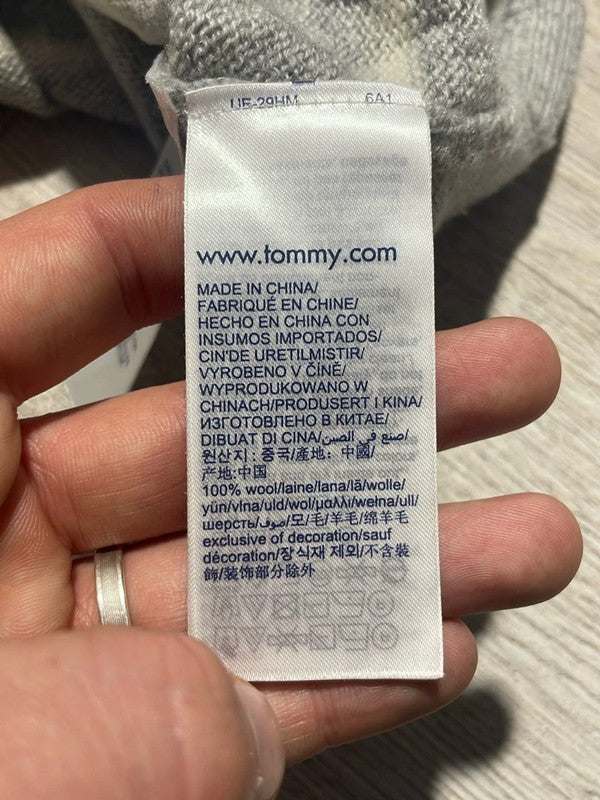 UE-29HM 6A1
www.tommy.com
MADE IN CHINA/
FABRIQUÉ EN CHINE/
HECHO EN CHINA CON
INSUMOS IMPORTADOS/
CIN'DE URETILMISTIR/
VYROBENO V ČÍNĚ/
WYPRODUKOWANO W
CHINACH/PRODUSERT I KINA/
ИЗГОТОВЛЕНО В КИТАЕ/
DIBUAT DI CINA/صنع في الصين/
원산지 : 중국/產地：中國/
产地:中国
100% wool/laine/lana/lã/wolle/
yün/vlna/uld/wol/μαλλι/wełna/ull/
шерсть/صوف/모/毛/羊毛/绵羊毛
exclusive of decoration/sauf
décoration/장식재 제외/不含裝
飾/装饰部分除外